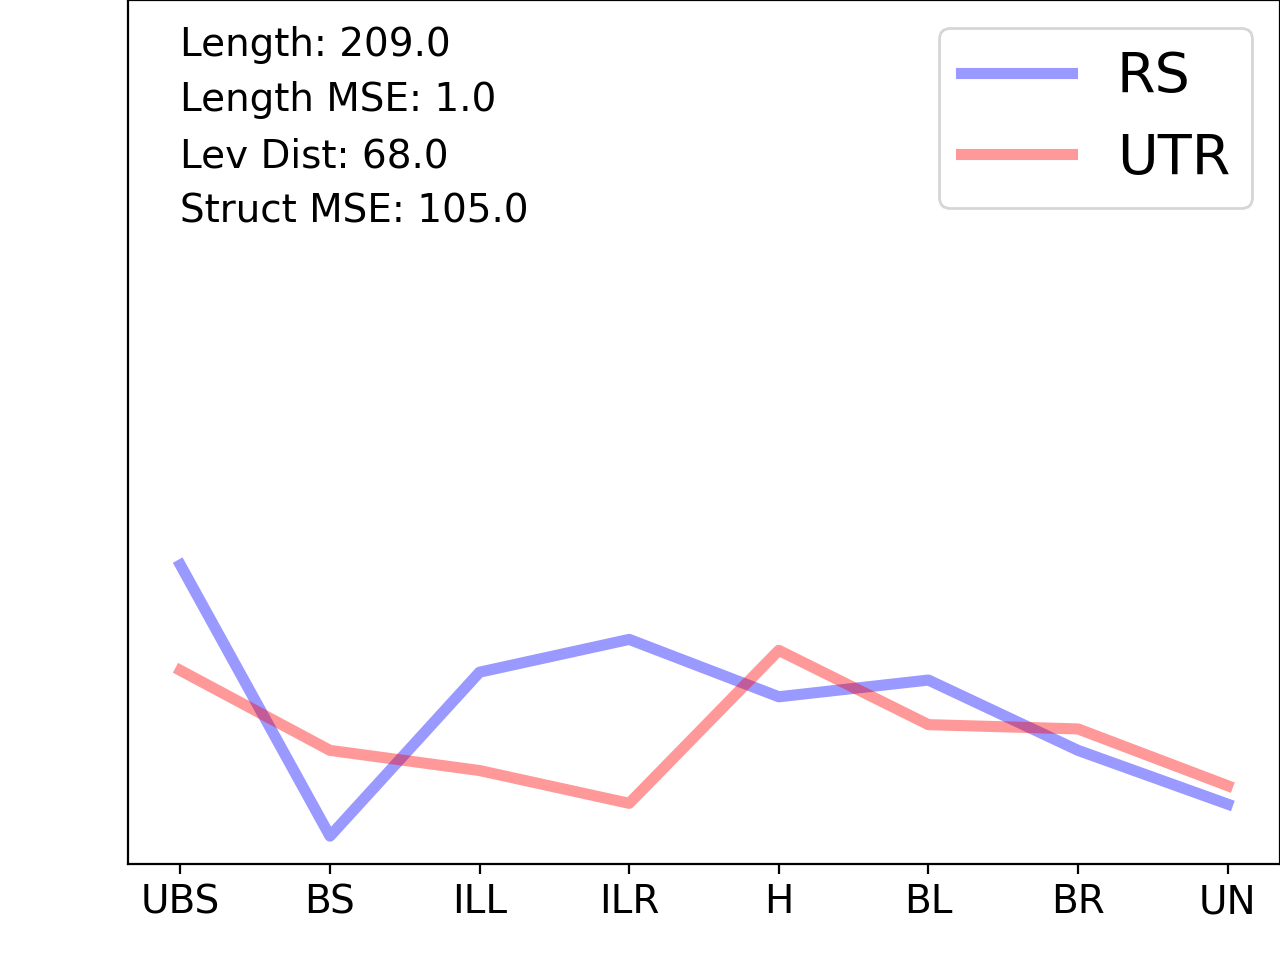 Length: 209.0
Length MSE: 1.0
Lev Dist: 68.0
Struct MSE: 105.0
RS
UTR
UBS BS ILL ILR H BL BR UN